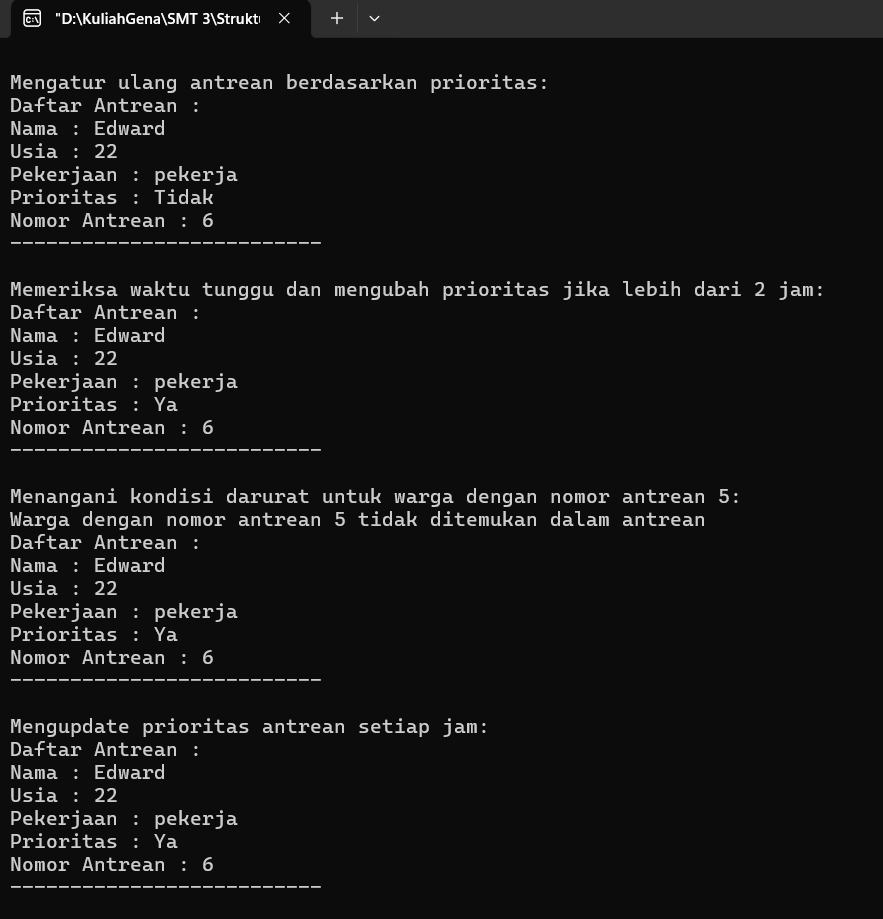 "D:\KuliahGena\SMT 3\Struktu
Mengatur ulang antrean berdasarkan prioritas:
Daftar Antrean :
Nama : Edward
Usia : 22
Pekerjaan : pekerja
Prioritas : Tidak
Nomor Antrean : 6
--------------------------
Memeriksa waktu tunggu dan mengubah prioritas jika lebih dari 2 jam:
Daftar Antrean :
Nama : Edward
Usia : 22
Pekerjaan : pekerja
Prioritas : Ya
Nomor Antrean : 6
--------------------------
Menangani kondisi darurat untuk warga dengan nomor antrean 5:
Warga dengan nomor antrean 5 tidak ditemukan dalam antrean
Daftar Antrean :
Nama : Edward
Usia : 22
Pekerjaan : pekerja
Prioritas : Ya
Nomor Antrean : 6
--------------------------
Mengupdate prioritas antrean setiap jam:
Daftar Antrean :
Nama : Edward
Usia : 22
Pekerjaan : pekerja
Prioritas : Ya
Nomor Antrean : 6
--------------------------